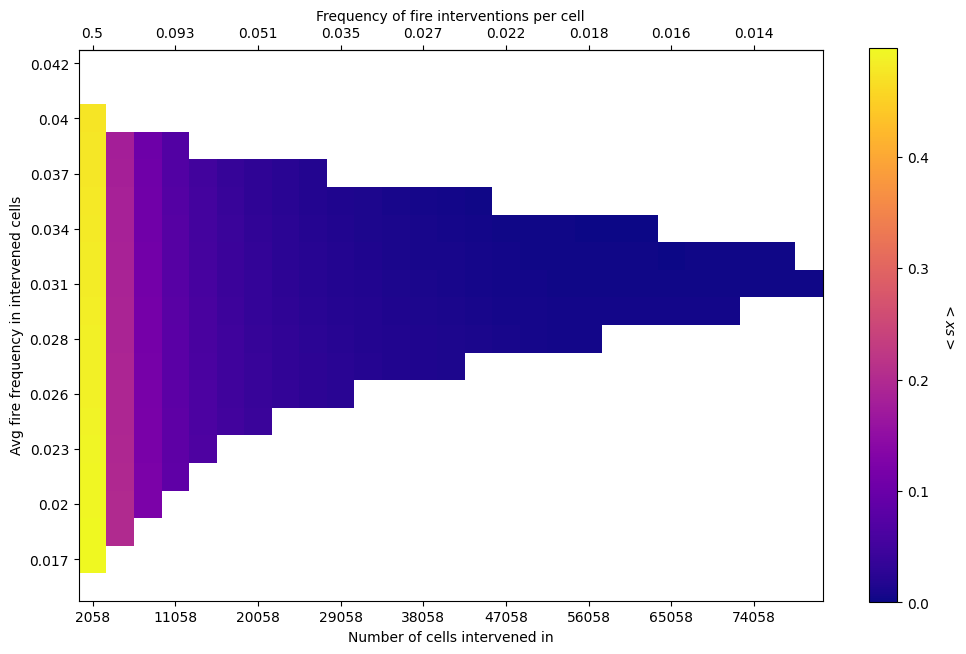 Frequency of fire interventions per cell
0.5 0.093 0.051 0.035 0.027 0.022 0.018 0.016 0.014
Avg fire frequency in intervened cells
0.042
0.04
0.037
0.034
0.031
0.028
0.026
0.023
0.02
0.017
2058 11058 20058 29058 38058 47058 56058 65058 74058
Number of cells intervened in
0.4
0.3
0.2
0.1
0.0
< sx >